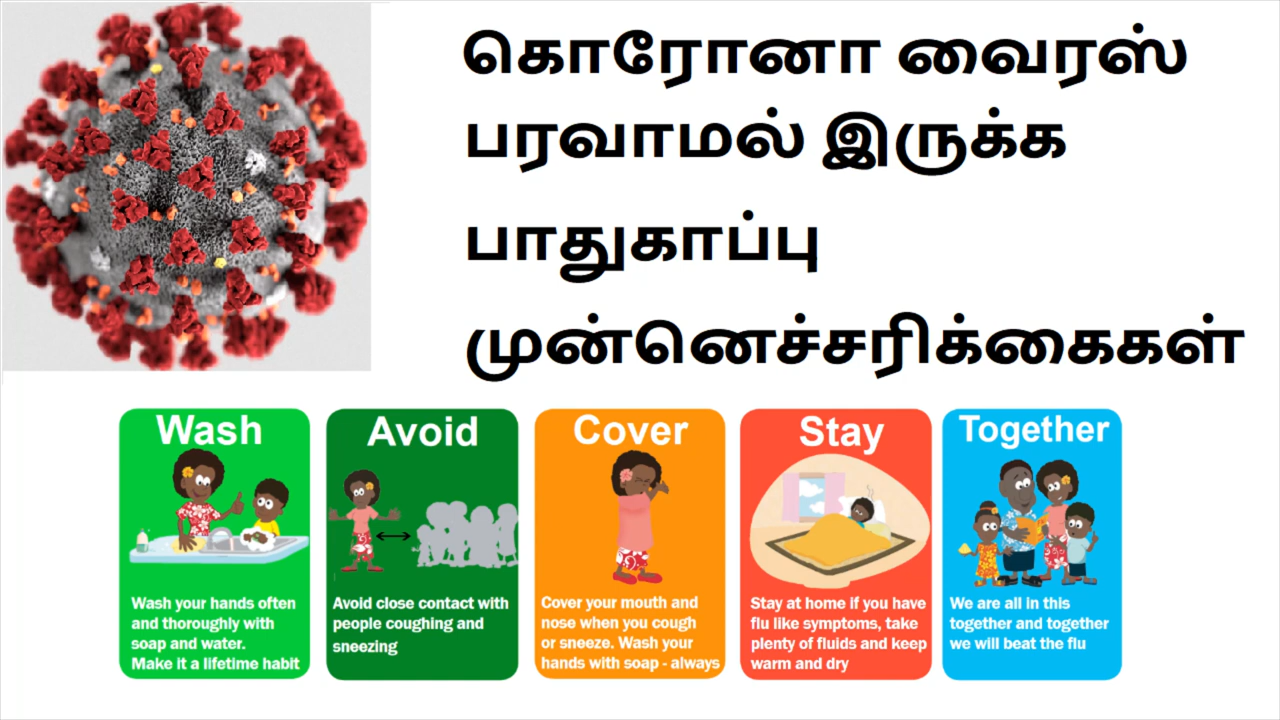 கொரோனா வைரஸ்
பரவாமல் இருக்க
பாதுகாப்பு
முன்னெச்சரிக்கைகள்
Wash
Wash your hands often
and thoroughly with
soap and water.
Make it a lifetime habit
Avoid
Avoid close contact with
people coughing and
sneezing
Cover
Cover your mouth and
nose when you cough
or sneeze. Wash your
hands with soap - always
Stay
Stay at home if you have
flu like symptoms, take
plenty of fluids and keep
warm and dry
Together
We are all in this
together and together
we will beat the flu